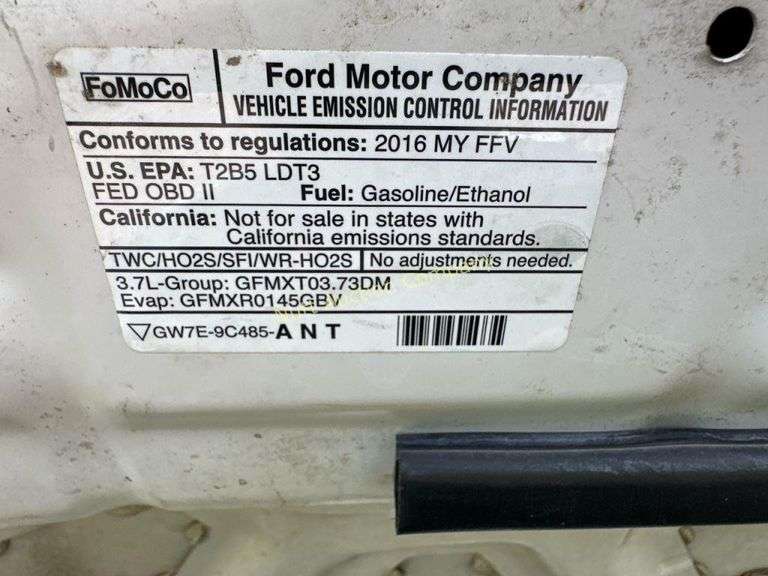 FoMoCo
Ford Motor Company
VEHICLE EMISSION CONTROL INFORMATION
Conforms to regulations: 2016 MY FFV
U.S. EPA: T2B5 LDT3
FED OBD II Fuel: Gasoline/Ethanol
California: Not for sale in states with
California emissions standards.
TWC/HO2S/SFI/WR-HO2S No adjustments needed.
3.7L-Group: GFMXT03.73DM
Evap: GFMXR0145GBV
GW7E-9C485-A N T